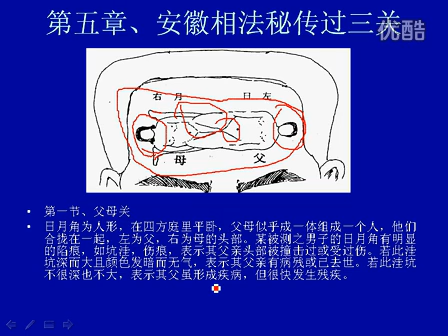 第五章、安徽相法秘传过三关
优酷
右 月 日 左
母 父
• 第一节、父母关
• 日月角为人形，在四方庭里平卧，父母似乎成一体组成一个人，他们
合拢在一起，左为父，右为母的头部。某被测之男子的日月角有明显
的陷痕，如坑洼，伤痕，表示其父亲头部被撞击过或受过伤。若此洼
坑深而大且颜色发暗而无气，表示其父亲有病残或已去世。若此洼坑
不很深也不大，表示其父虽形成疾病，但很快发生残疾。